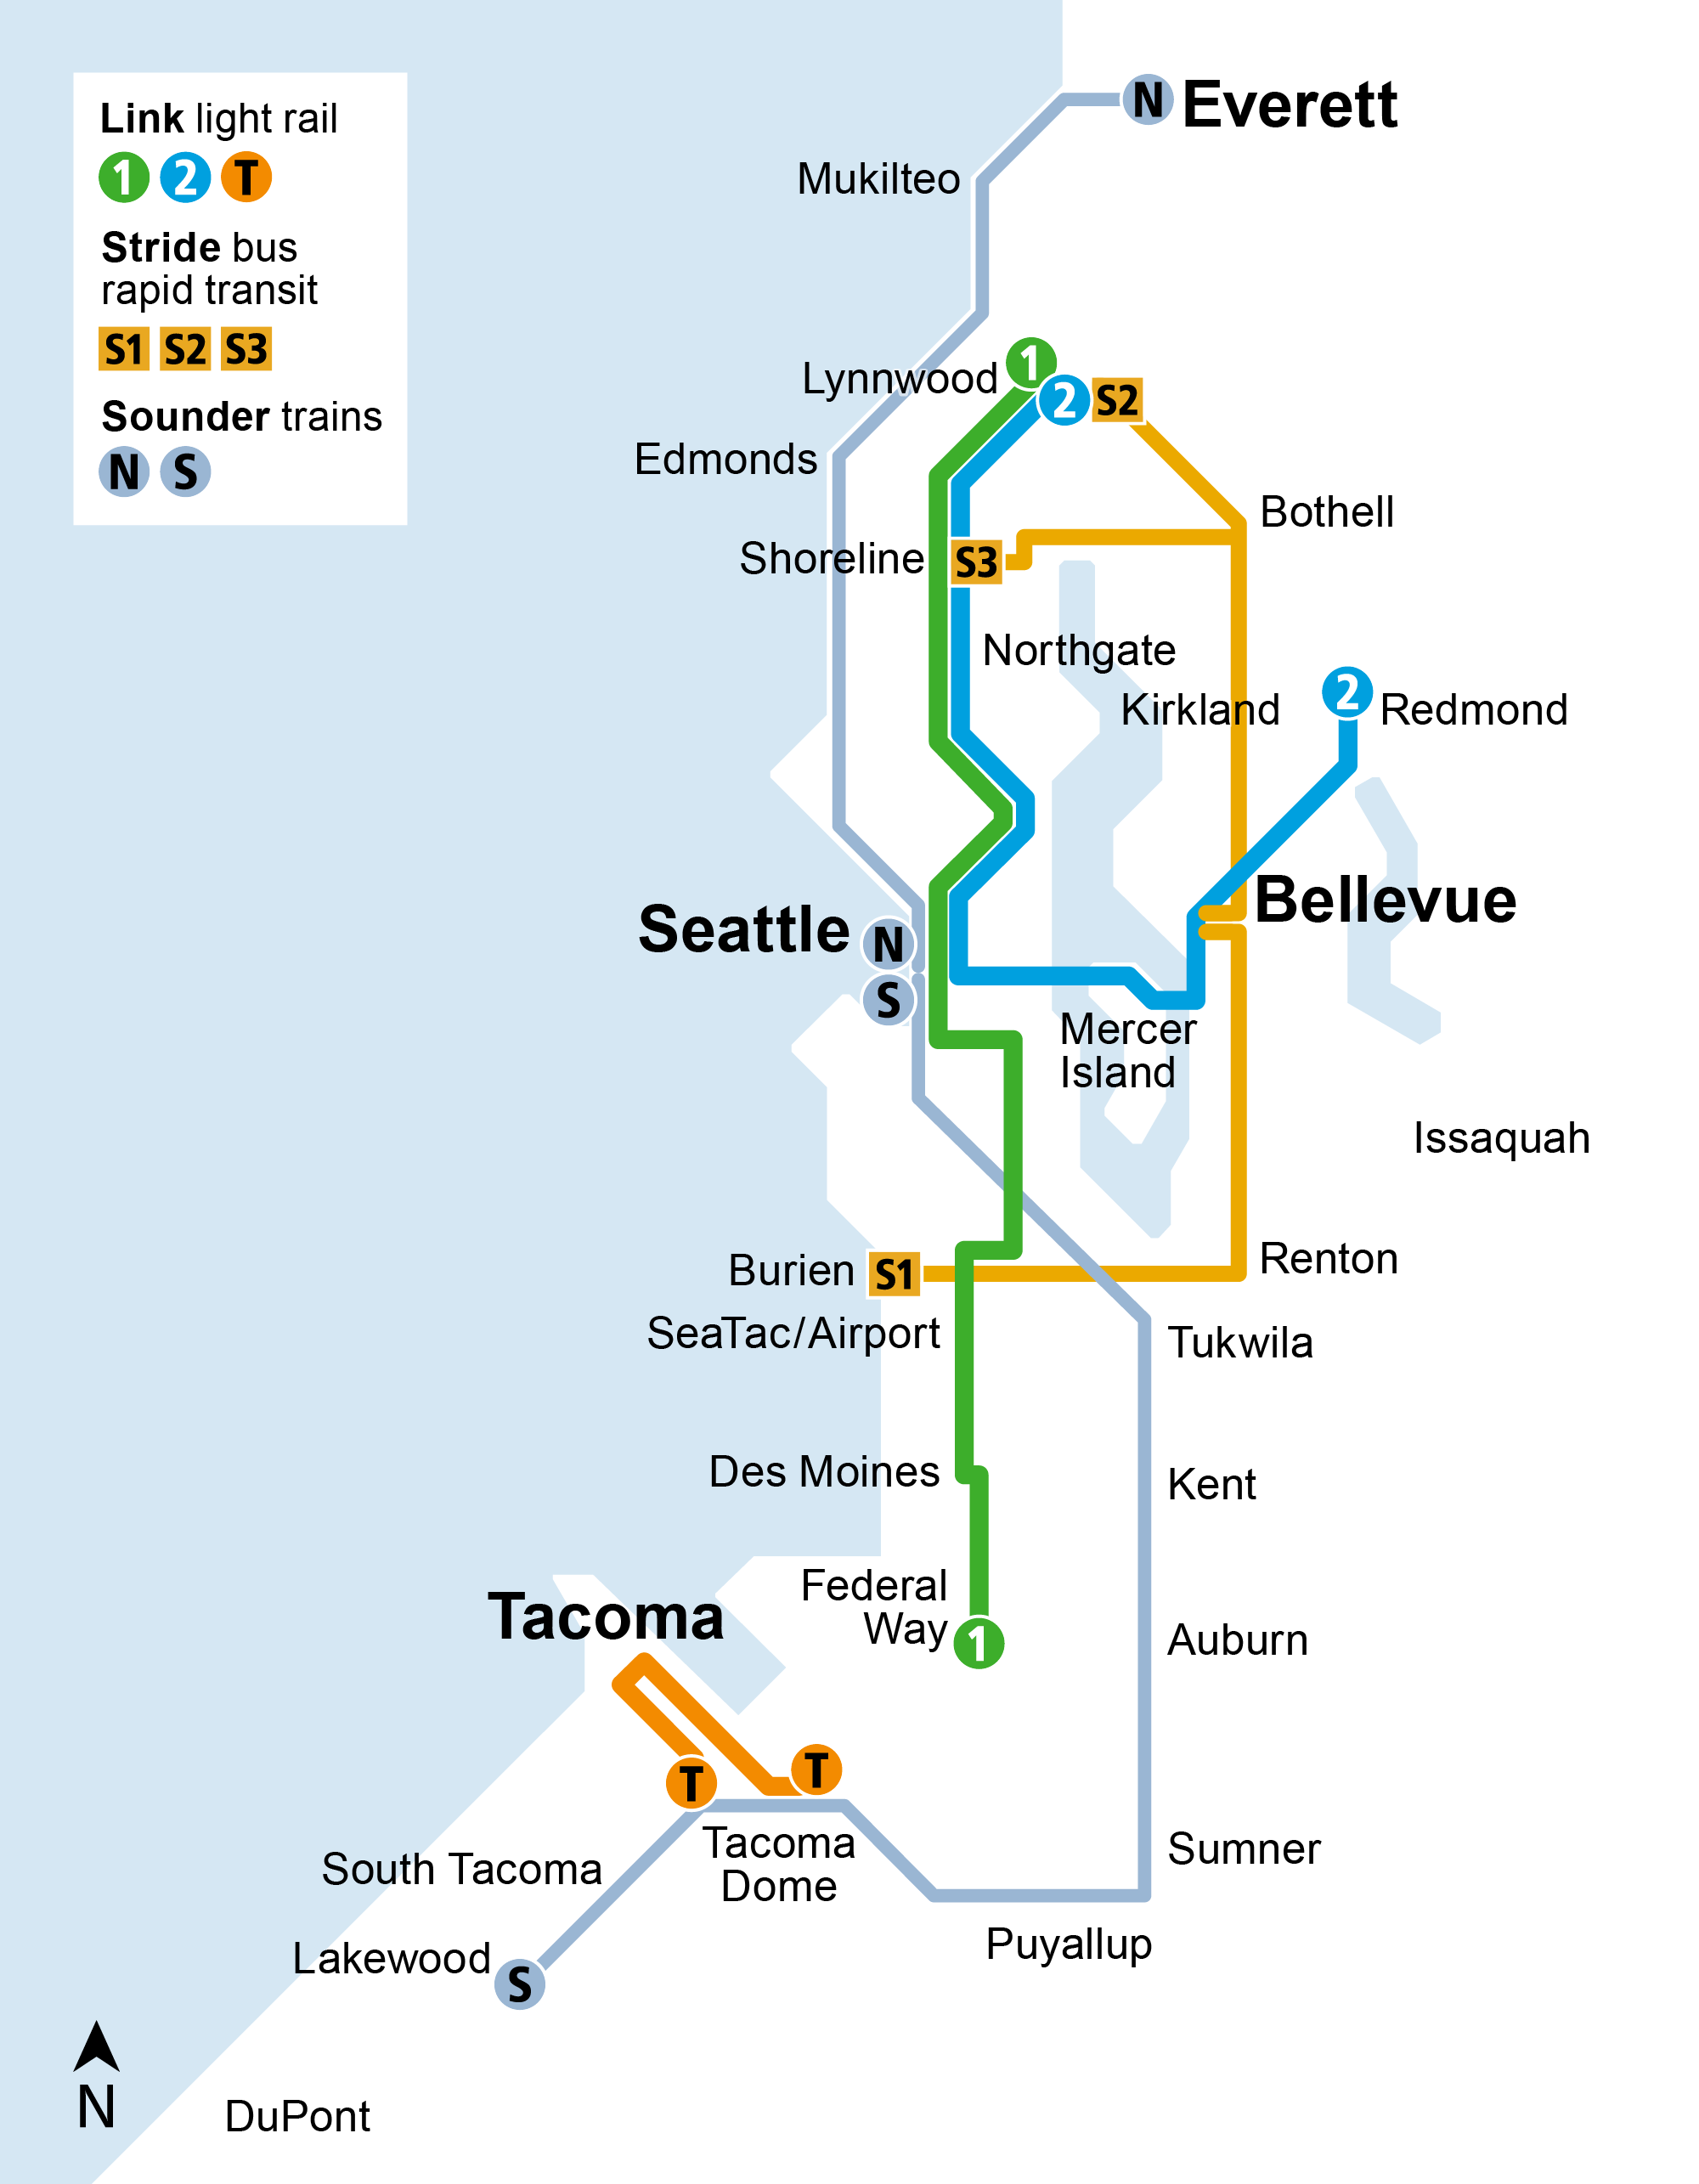 Link light rail
1 2 T
Stride bus
rapid transit
S1 S2 S3
Sounder trains
N S
N Everett
Mukilteo
Lynnwood 1
2 S2
Edmonds
Bothell
Shoreline S3
Northgate
Kirkland
2 Redmond
Bellevue
Seattle N
S
Mercer
Island
Issaquah
Burien S1
Renton
SeaTac/Airport
Tukwila
Des Moines
Kent
Federal
Way 1
Tacoma
Auburn
T
T
Tacoma
Dome
Sumner
South Tacoma
Puyallup
Lakewood S
N
DuPont